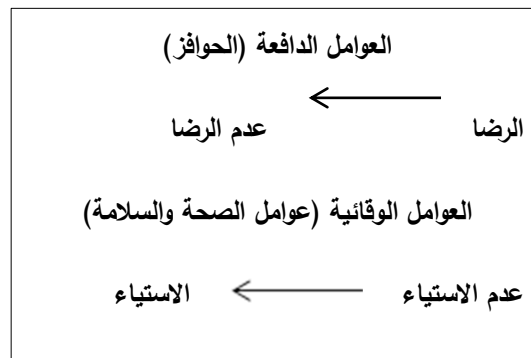 العوامل الدافعة (الحوافز)
الرضا عدم الرضا
العوامل الوقائية (عوامل الصحة والسلامة)
عدم الاستياء الاستياء